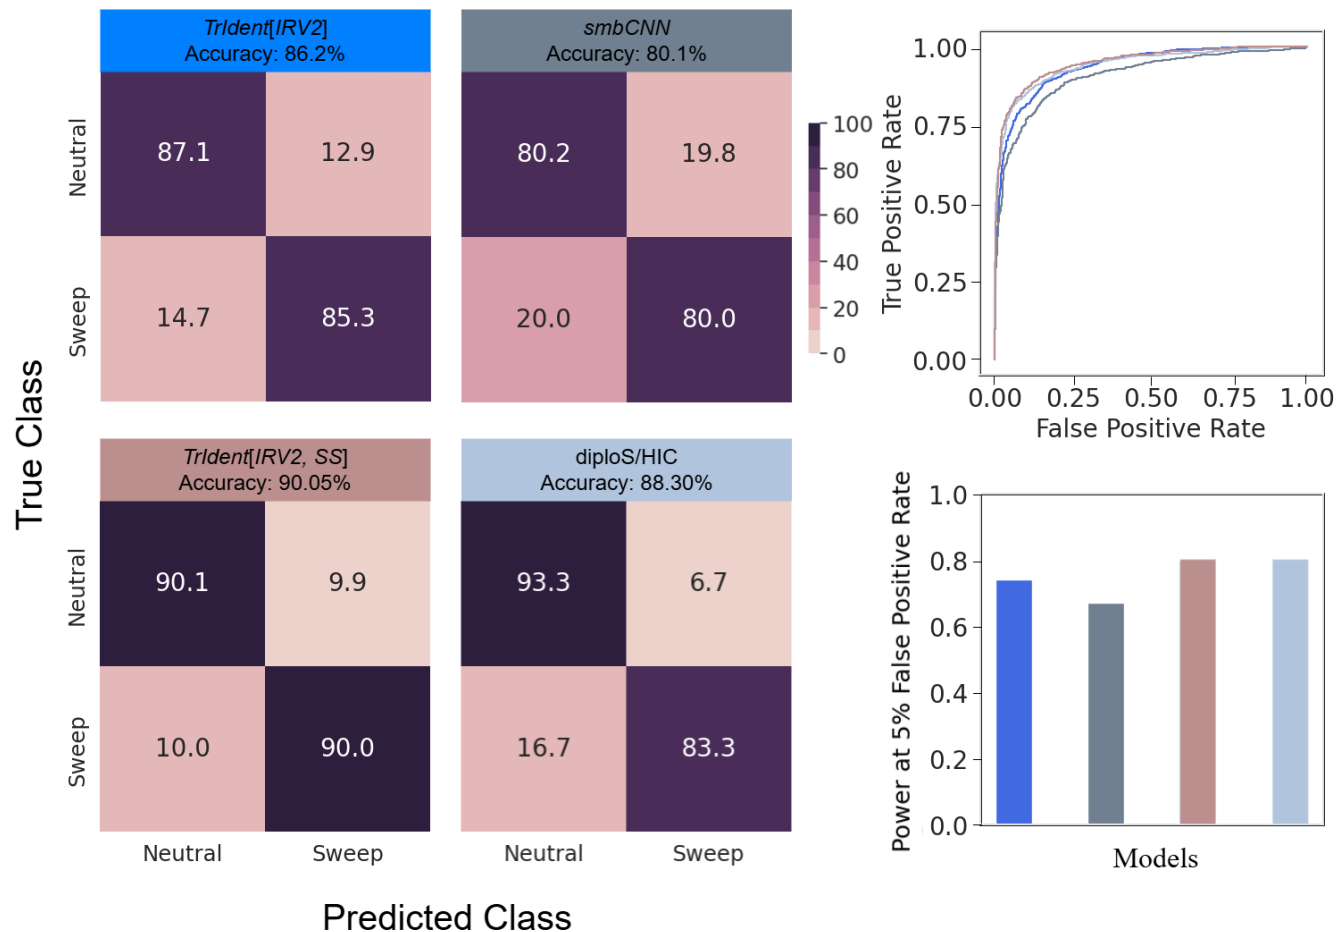 TrIdent[IRV2]
Accuracy: 86.2%
smbCNN
Accuracy: 80.1%
Neutral
87.1
12.9
80.2
19.8
Sweep
14.7
85.3
20.0
80.0
100
80
60
40
20
0
True Class
TrIdent[IRV2, SS]
Accuracy: 90.05%
diploS/HIC
Accuracy: 88.30%
Neutral
90.1
9.9
93.3
6.7
Sweep
10.0
90.0
16.7
83.3
Neutral
Sweep
Neutral
Sweep
Predicted Class
True Positive Rate
1.00
0.75
0.50
0.25
0.00
0.00
0.25
0.50
0.75
1.00
False Positive Rate
Power at 5% False Positive Rate
1.0
0.8
0.6
0.4
0.2
0.0
Models